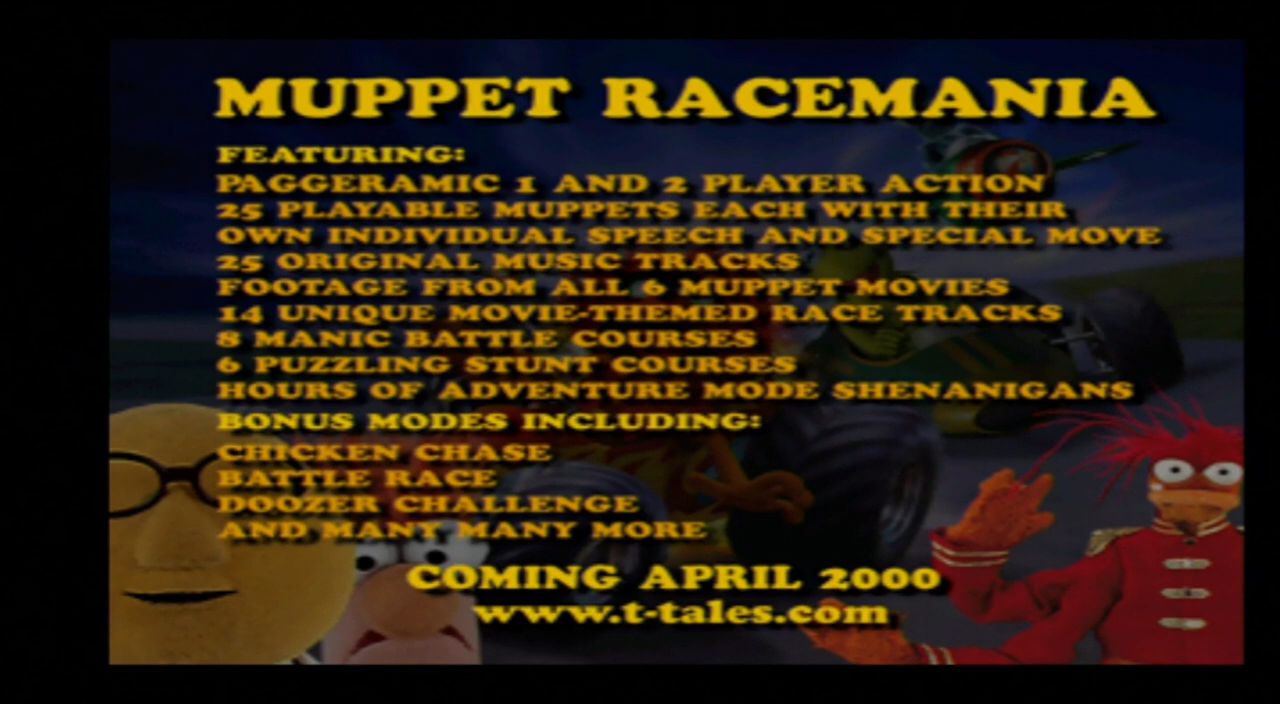 MUPPET RACEMANIA
FEATURING:
PAGGERAMIC 1 AND 2 PLAYER ACTION
25 PLAYABLE MUPPETS EACH WITH THEIR
OWN INDIVIDUAL SPEECH AND SPECIAL MOVE
25 ORIGINAL MUSIC TRACKS
FOOTAGE FROM ALL 6 MUPPET MOVIES
14 UNIQUE MOVIE-THEMED RACE TRACKS
8 MANIC BATTLE COURSES
6 PUZZLING STUNT COURSES
HOURS OF ADVENTURE MODE SHENANIGANS
BONUS MODES INCLUDING:
CHICKEN CHASE
BATTLE RACE
DOOZER CHALLENGE
AND MANY MANY MORE
COMING APRIL 2000
www.t-tales.com